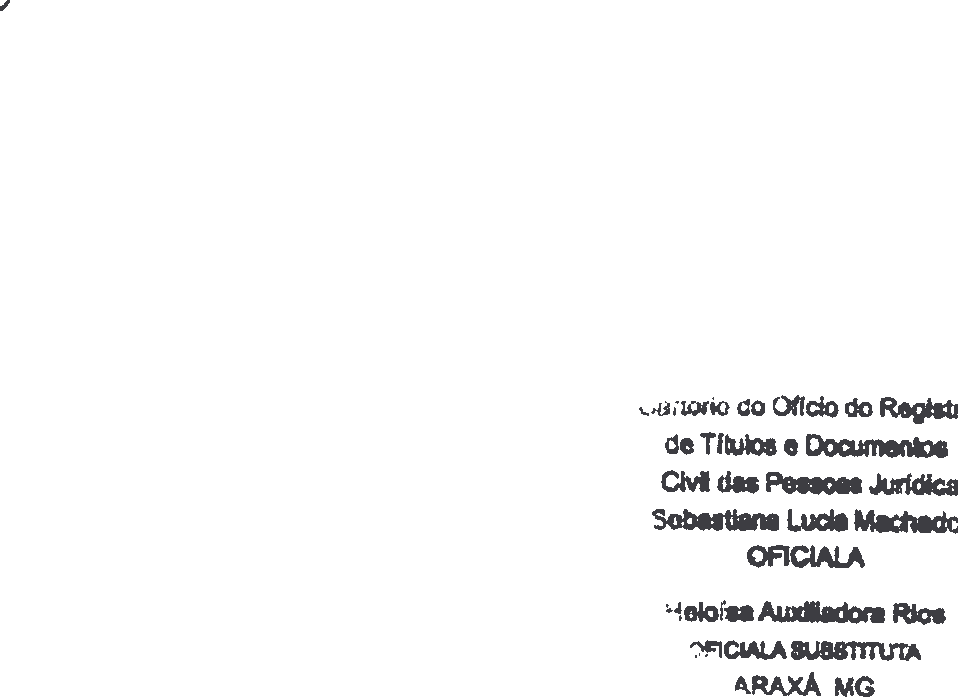 Cartório do Ofício do Registr
de Títulos e Documentos
Civil das Pessoas Jurídica
Sebastiana Lucia Machado
OFICIALA
Heloísa Auxiliadora Rios
OFICIALA SUBSTITUTA
ARAXÁ MG